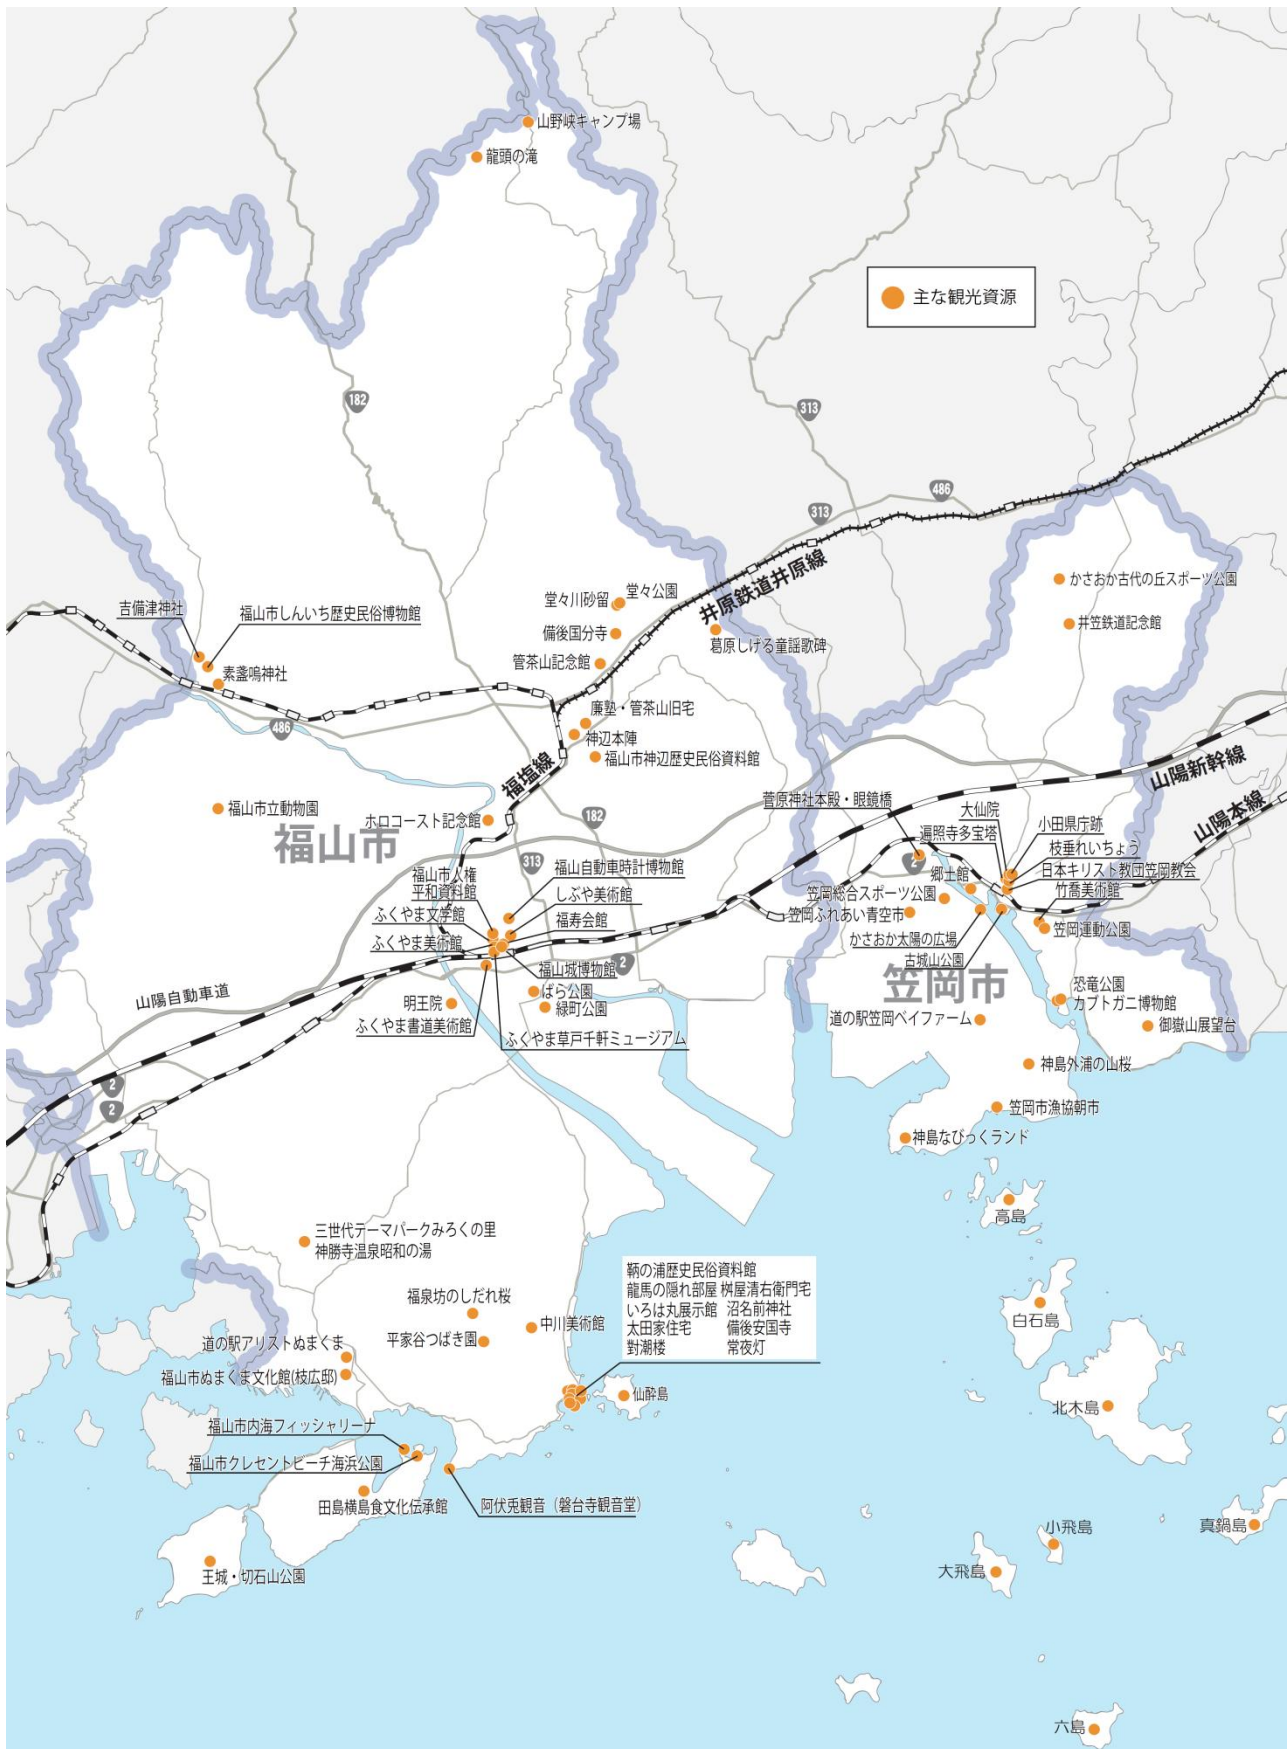 山野峡キャンプ場
龍頭の滝
主な観光資源
182
313
486
313
井原鉄道井原線
かさおか古代の丘スポーツ公園
井笠鉄道記念館
堂々公園
堂々川砂留
備後国分寺
葛原しげる童謡歌碑
管茶山記念館
吉備津神社
福山市しんいち歴史民俗博物館
素盞嗚神社
486
廉塾・管茶山旧宅
神辺本陣
福山市神辺歴史民俗資料館
福塩線
山陽新幹線
山陽本線
福山市立動物園
福山市
ホロコースト記念館
182
313
菅原神社本殿・眼鏡橋
大仙院
小田県庁跡
遍照寺多宝塔
枝垂れいちょう
2
日本キリスト教団笠岡教会
郷土館
竹喬美術館
笠岡総合スポーツ公園
笠岡ふれあい青空市
笠岡運動公園
かさおか太陽の広場
古城山公園
笠岡市
福山市人権
平和資料館
福山自動車時計博物館
しぶや美術館
ふくやま文学館
福寿会館
ふくやま美術館
福山城博物館
2
ばら公園
緑町公園
明王院
ふくやま書道美術館
ふくやま草戸千軒ミュージアム
山陽自動車道
恐竜公園
カブトガニ博物館
道の駅笠岡ベイファーム
御嶽山展望台
神島外浦の山桜
2
2
笠岡市漁協朝市
神島なびっくランド
高島
三世代テーマパークみろくの里
神勝寺温泉昭和の湯
鞆の浦歴史民俗資料館
龍馬の隠れ部屋 桝屋清右衛門宅
いろは丸展示館 沼名前神社
太田家住宅 備後安国寺
對潮楼 常夜灯
福泉坊のしだれ桜
中川美術館
平家谷つばき園
白石島
道の駅アリストぬまくま
福山市ぬまくま文化館(枝広邸)
仙酔島
北木島
福山市内海フィッシャリーナ
福山市クレセントビーチ海浜公園
田島横島食文化伝承館
阿伏兎観音（磐台寺観音堂）
小飛島
真鍋島
大飛島
王城・切石山公園
六島